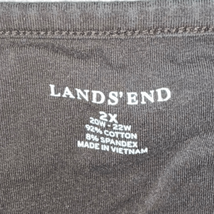 LANDS' END
2X
20W - 22W
92% COTTON
8% SPANDEX
MADE IN VIETNAM